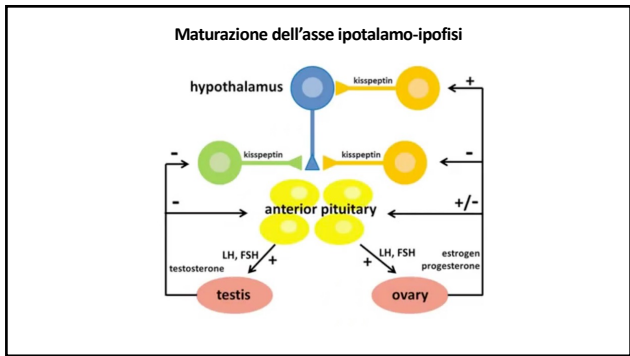 Maturazione dell'asse ipotalamo-ipofisi
hypothalamus
kisspeptin
+
-
kisspeptin
kisspeptin
-
-
anterior pituitary
+/-
LH, FSH
+
LH, FSH
+
testosterone
estrogen
progesterone
testis
ovary